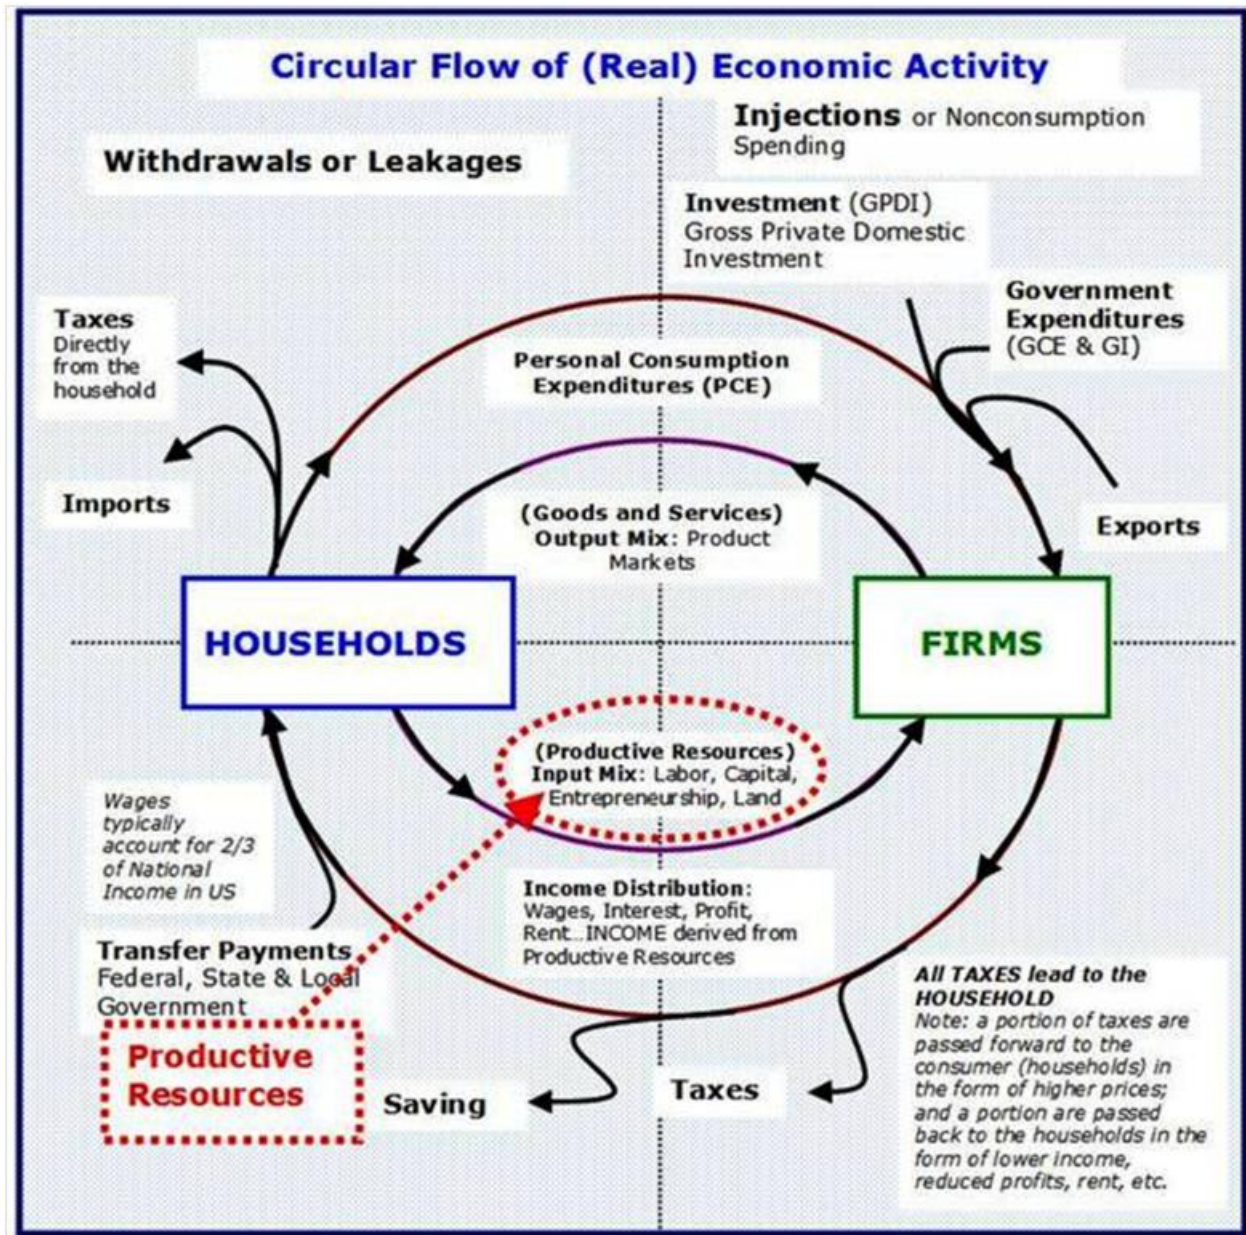 Circular Flow of (Real) Economic Activity
Withdrawals or Leakages
Injections or Nonconsumption
Spending
Investment (GPDI)
Gross Private Domestic
Investment
Government
Expenditures
(GCE & GI)
Taxes
Directly
from the
household
Imports
Personal Consumption
Expenditures (PCE)
(Goods and Services)
Output Mix: Product
Markets
Exports
HOUSEHOLDS
FIRMS
(Productive Resources)
Input Mix: Labor, Capital,
Entrepreneurship, Land
Wages
typically
account for 2/3
of National
Income in US
Income Distribution:
Wages, Interest, Profit,
Rent...INCOME derived from
Productive Resources
Transfer Payments
Federal, State & Local
Government
Productive
Resources
Saving
Taxes
All TAXES lead to the
HOUSEHOLD
Note: a portion of taxes are
passed forward to the
consumer (households) in
the form of higher prices;
and a portion are passed
back to the households in the
form of lower income,
reduced profits, rent, etc.